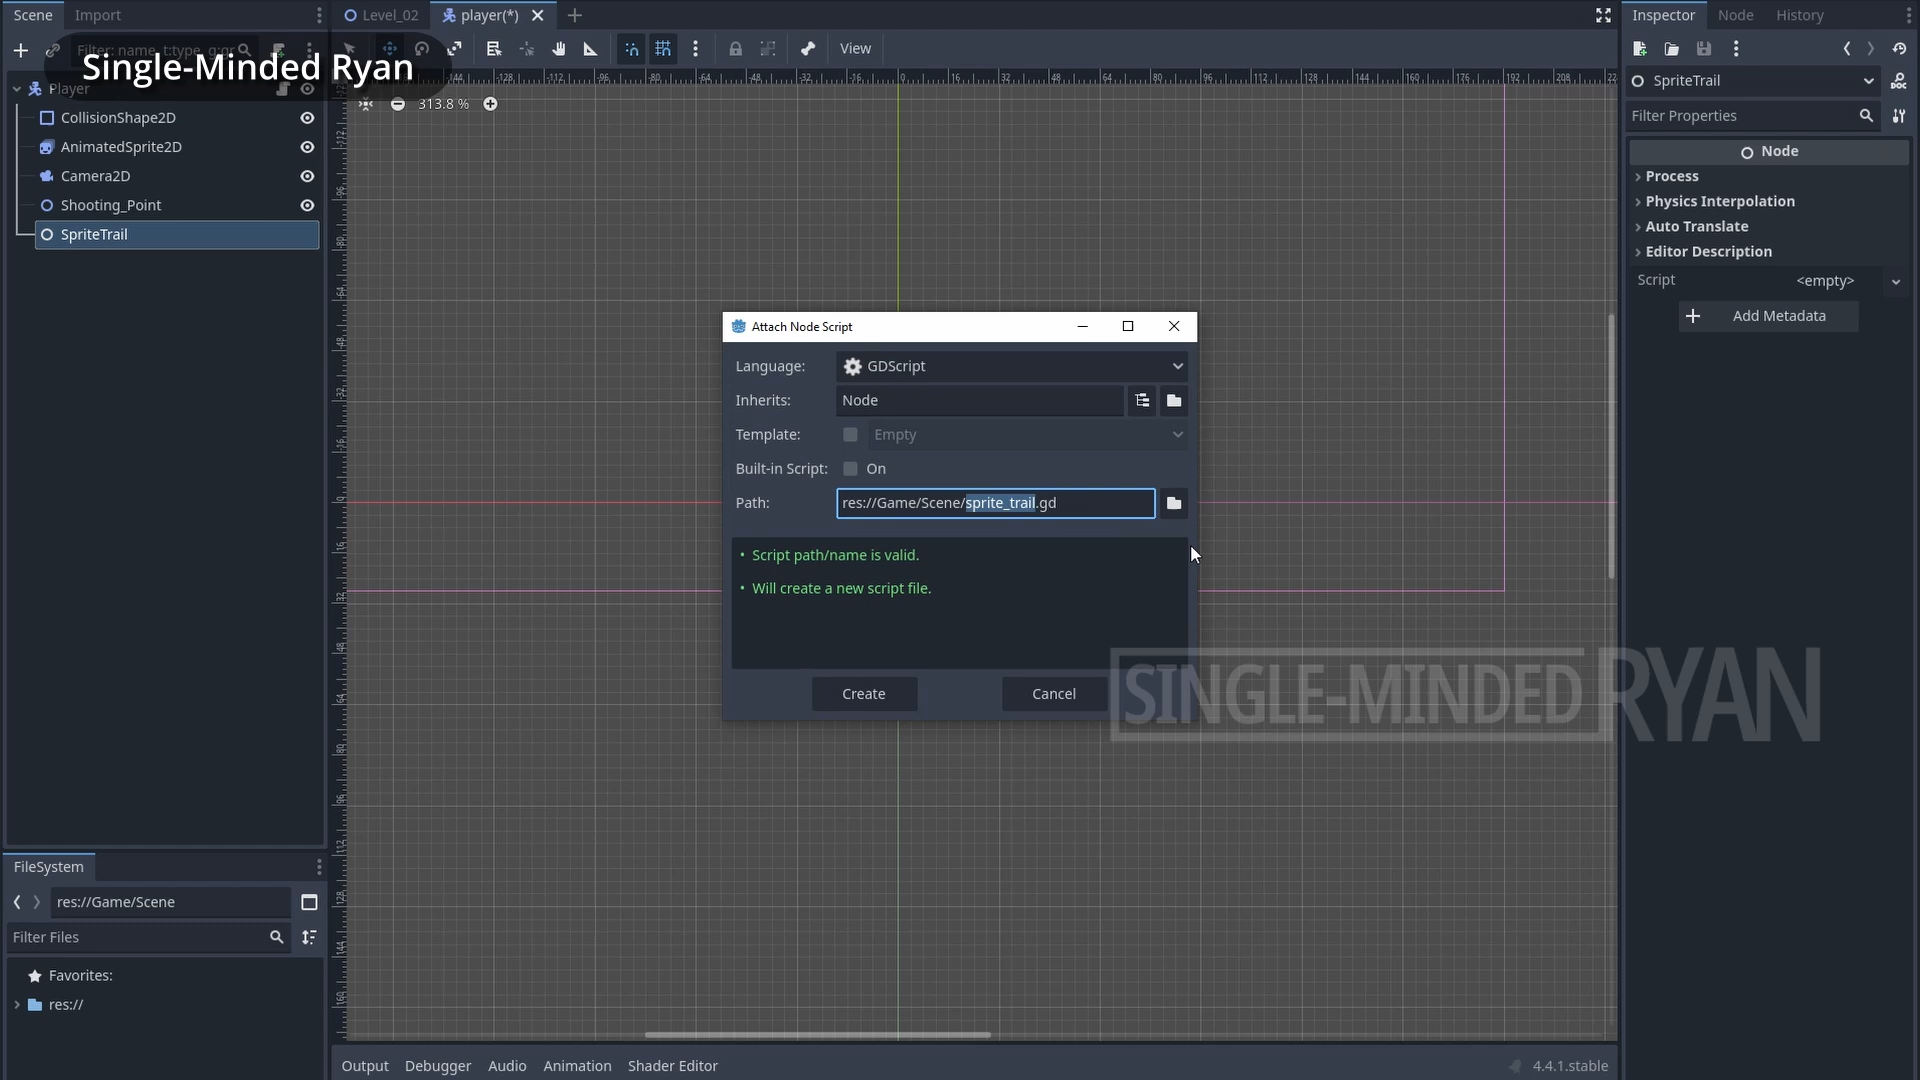 Scene Import
Level_02 player(*)
Inspector Node History
Filter: name, t:type, g:gr
Single-Minded Ryan
View
Player
CollisionShape2D
AnimatedSprite2D
Camera2D
Shooting_Point
SpriteTrail
313.8 %
SpriteTrail
Filter Properties
Node
Process
Physics Interpolation
Auto Translate
Editor Description
Script <empty>
Add Metadata
Attach Node Script
Language: GDScript
Inherits: Node
Template: Empty
Built-in Script: On
Path: res://Game/Scene/sprite_trail.gd
• Script path/name is valid.
• Will create a new script file.
Create Cancel
SINGLE-MINDED RYAN
FileSystem
res://Game/Scene
Filter Files
Favorites:
res://
Output Debugger Audio Animation Shader Editor
4.4.1.stable